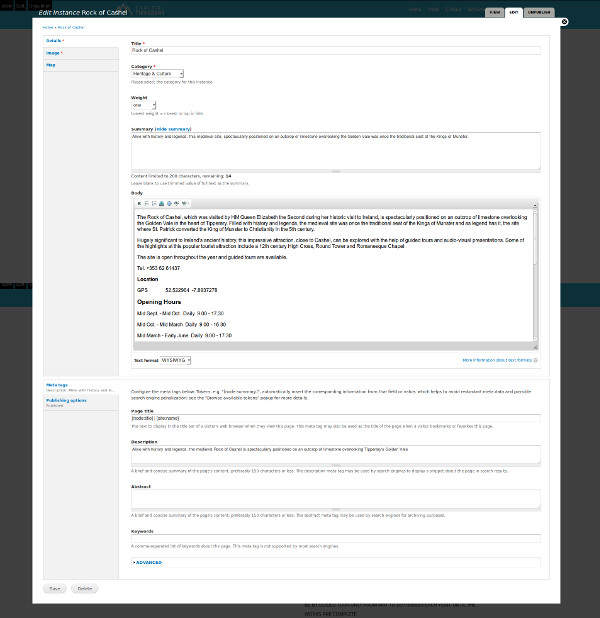 Edit Instance Rock of Cashel
VIEW
EDIT
UNPUBLISH
Home » Rock of Cashel
Details *
Image *
Map
Title *
Rock of Cashel
Category *
Heritage & Culture
Please select the category for this instance
Weight
one
Summary (Hide summary)
Alive with history and legends, this medieval site, spectacularly positioned on an outcrop of limestone overlooking the Golden Vale was once the traditional seat of the Kings of Munster.
Content limited to 200 characters, remaining: 14
Leave blank to use trimmed value of full text as the summary.
Body
The Rock of Cashel, which was visited by HM Queen Elizabeth the Second during her historic visit to Ireland, is spectacularly positioned on an outcrop of limestone overlooking
the Golden Vale in the heart of Tipperary. Filled with history and legends, the medieval site was once the traditional seat of the Kings of Munster and as legend has it, the site
where St. Patrick converted the King of Munster to Christianity in the 5th century.
Hugely significant to Ireland's ancient history, this impressive attraction, close to Cashel, can be explored with the help of guided tours and audio-visual presentations. Some of
the highlights at this popular tourist attraction include a 12th century High Cross, Round Tower and Romanesque Chapel.
The site is open throughout the year and guided tours are available.
Tel. +353 62 61437
Location
GPS 52.522964 -7.8937278
Opening Hours
Mid Sept. - Mid Oct. Daily 9.00 - 17.30
Mid Oct. - Mid March Daily 9.00 - 16.30
Mid March - Early June Daily 9.00 - 17.30
Text format WYSIWYG
More information about text formats
Meta tags
Publishing options
Published
Configure the meta tags below. Tokens, e.g. "[node:summary]", automatically insert the corresponding information from that field or value, which helps to avoid redundant meta data and possible
search engine penalization; see the "Browse available tokens" popup for more details.
Page title
[node:title] | [site:name]
The text to display in the title bar of a visitor's web browser when they view this page. This meta tag may also be used as the title of the page when a visitor bookmarks or favorites this page.
Description
Alive with history and legends, the medieval Rock of Cashel is spectacularly positioned on an outcrop of limestone overlooking Tipperary's Golden Vale
A brief and concise summary of the page's content, preferably 150 characters or less. The description meta tag may be used by search engines to display a snippet about the page in search results.
Abstract
A brief and concise summary of the page's content, preferably 150 characters or less. The abstract meta tag may be used by search engines for archiving purposes.
Keywords
A comma-separated list of keywords about the page. This meta tag is not supported by most search engines.
ADVANCED
Save
Delete